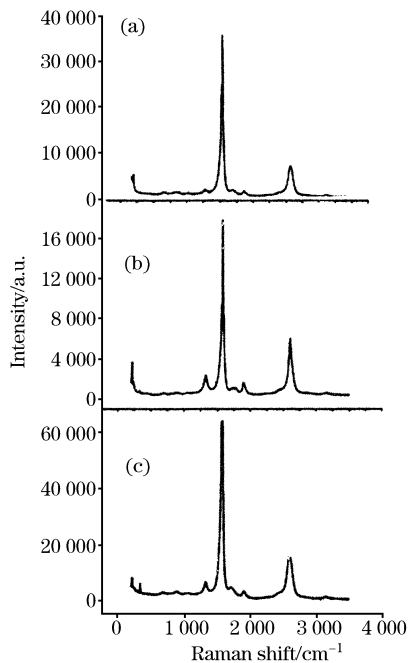 (a)
40 000
30 000
20 000
10 000
0
(b)
16 000
12 000
8 000
4 000
0
(c)
60 000
40 000
20 000
0
Intensity/a.u.
0 1 000 2 000 3 000 4 000
Raman shift/cm⁻¹